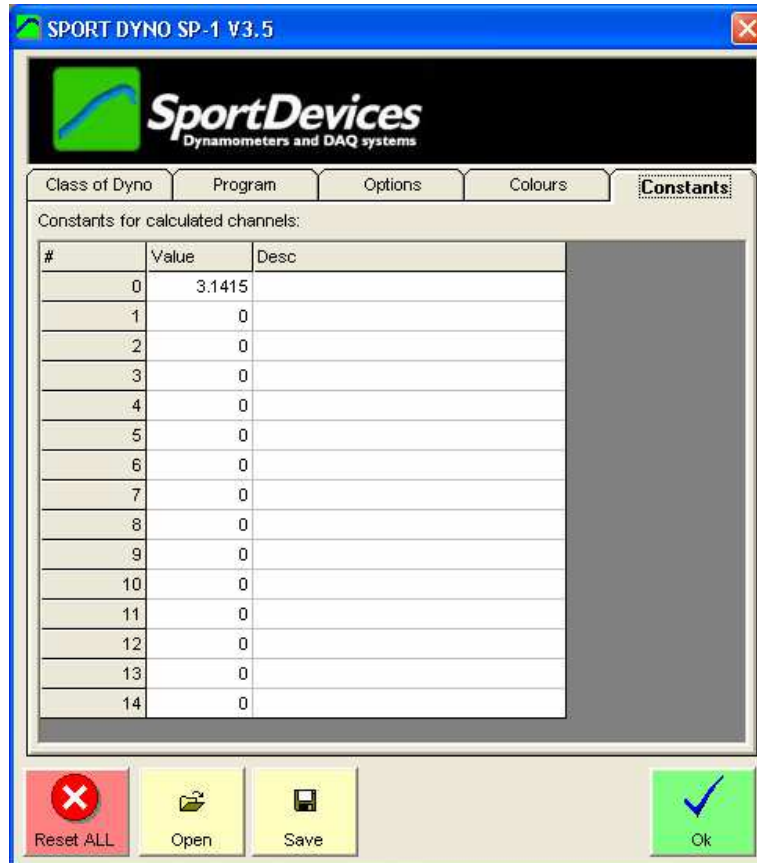 SPORT DYNO SP-1 V3.5
SportDevices
Dynamometers and DAQ systems
Class of Dyno Program Options Colours Constants
Constants for calculated channels:
# Value Desc
0 3.1415
1 0
2 0
3 0
4 0
5 0
6 0
7 0
8 0
9 0
10 0
11 0
12 0
13 0
14 0
Reset ALL Open Save Ok